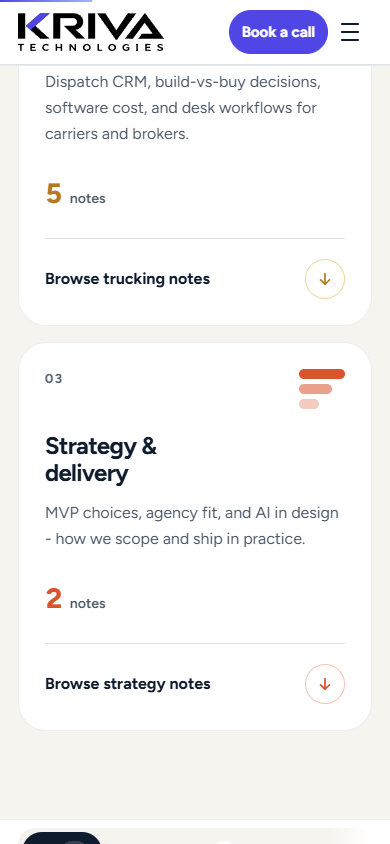 KRIVA
TECHNOLOGIES
Book a call
Dispatch CRM, build-vs-buy decisions,
software cost, and desk workflows for
carriers and brokers.
5 notes
Browse trucking notes
03
Strategy &
delivery
MVP choices, agency fit, and AI in design
- how we scope and ship in practice.
2 notes
Browse strategy notes